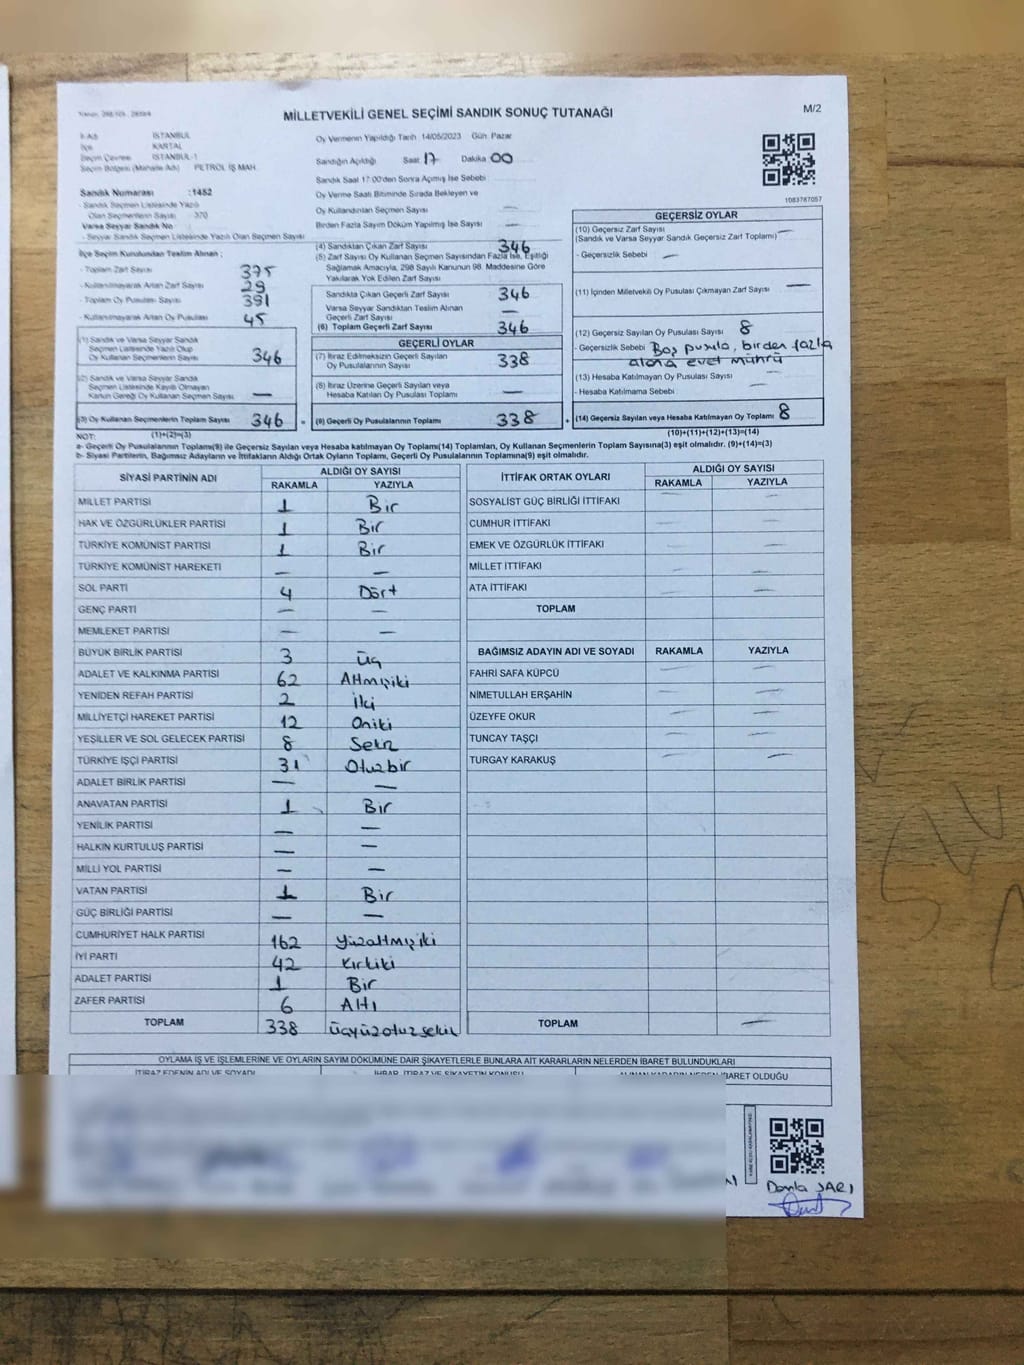 MİLLETVEKİLİ GENEL SEÇİMİ SANDIK SONUÇ TUTANAĞI
M/2
İl Adı İSTANBUL
İlçe KARTAL
Seçim Çevresi İSTANBUL-1
Seçim Bölgesi (Mahalle Adı) PETROL İŞ MAH.
Sandık Numarası :1452
- Sandık Seçmen Listesinde Yazılı
Olan Seçmenlerin Sayısı : 370
Varsa Seyyar Sandık No
- Seyyar Sandık Seçmen Listesinde Yazılı Olan Seçmen Sayısı :
İlçe Seçim Kurulundan Teslim Alınan ;
- Toplam Zarf Sayısı 375
- Kullanılmayarak Artan Zarf Sayısı 29
- Toplam Oy Pusulası Sayısı 391
- Kullanılmayarak Artan Oy Pusulası 45
(1) Sandık ve Varsa Seyyar Sandık
Seçmen Listesinde Yazılı Olup
Oy Kullanan Seçmenlerin Sayısı 346
(2) Sandık ve Varsa Seyyar Sandık
Seçmen Listesinde Kayıtlı Olmayan
Kanun Gereği Oy Kullanan Seçmen Sayısı —
(3) Oy Kullanan Seçmenlerin Toplam Sayısı 346
Oy Vermenin Yapıldığı Tarih 14/05/2023 Gün Pazar
Sandığın Açıldığı Saat 17 Dakika 00
Sandık Saat 17:00'den Sonra Açılmış İse Sebebi
Oy Verme Saati Bitiminde Sırada Bekleyen ve
Oy Kullandırılan Seçmen Sayısı —
Birden Fazla Sayım Döküm Yapılmış İse Sayısı —
(4) Sandıktan Çıkan Zarf Sayısı 346
(5) Zarf Sayısı Oy Kullanan Seçmen Sayısından Fazla İse, Eşitliği
Sağlamak Amacıyla, 298 Sayılı Kanunun 98. Maddesine Göre
Yakılarak Yok Edilen Zarf Sayısı
Sandıkta Çıkan Geçerli Zarf Sayısı 346
Varsa Seyyar Sandıktan Teslim Alınan
Geçerli Zarf Sayısı —
(6) Toplam Geçerli Zarf Sayısı 346
GEÇERLİ OYLAR
(7) İtiraz Edilmeksizin Geçerli Sayılan
Oy Pusulasının Sayısı 338
(8) İtiraz Üzerine Geçerli Sayılan veya
Hesaba Katılan Oy Pusulası Toplamı —
(9) Geçerli Oy Pusulalarının Toplamı 338
1083787057
GEÇERSİZ OYLAR
(10) Geçersiz Zarf Sayısı
(Sandık ve Varsa Seyyar Sandık Geçersiz Zarf Toplamı) —
- Geçersizlik Sebebi —
(11) İçinden Milletvekili Oy Pusulası Çıkmayan Zarf Sayısı —
(12) Geçersiz Sayılan Oy Pusulası Sayısı 8
- Geçersizlik Sebebi Boş pusula, birden fazla
alana evet mührü
(13) Hesaba Katılmayan Oy Pusulası Sayısı —
- Hesaba Katılmama Sebebi —
(14) Geçersiz Sayılan veya Hesaba Katılmayan Oy Toplamı 8
NOT: (1)+(2)=(3)
(10)+(11)+(12)+(13)=(14)
a- Geçerli Oy Pusulalarının Toplamı(9) ile Geçersiz Sayılan veya Hesaba katılmayan Oy Toplamı(14) Toplamları, Oy Kullanan Seçmenlerin Toplam Sayısına(3) eşit olmalıdır. (9)+(14)=(3)
b- Siyasi Partilerin, Bağımsız Adayların ve İttifakların Aldığı Ortak Oyların Toplamı, Geçerli Oy Pusulalarının Toplamına(9) eşit olmalıdır.
SİYASİ PARTİNİN ADI ALDIĞI OY SAYISI
RAKAMLA YAZIYLA
MİLLET PARTİSİ 1 Bir
HAK VE ÖZGÜRLÜKLER PARTİSİ 1 Bir
TÜRKİYE KOMÜNİST PARTİSİ 1 Bir
TÜRKİYE KOMÜNİST HAREKETİ — —
SOL PARTİ 4 Dört
GENÇ PARTİ — —
MEMLEKET PARTİSİ — —
BÜYÜK BİRLİK PARTİSİ 3 Üç
ADALET VE KALKINMA PARTİSİ 62 Altmışiki
YENİDEN REFAH PARTİSİ 2 İki
MİLLİYETÇİ HAREKET PARTİSİ 12 Oniki
YEŞİLLER VE SOL GELECEK PARTİSİ 8 Sekiz
TÜRKİYE İŞÇİ PARTİSİ 31 Otuzbir
ADALET BİRLİK PARTİSİ — —
ANAVATAN PARTİSİ 1 Bir
YENİLİK PARTİSİ — —
HALKIN KURTULUŞ PARTİSİ — —
MİLLİ YOL PARTİSİ — —
VATAN PARTİSİ 1 Bir
GÜÇ BİRLİĞİ PARTİSİ — —
CUMHURİYET HALK PARTİSİ 162 Yüzaltmışiki
İYİ PARTİ 42 Kırkiki
ADALET PARTİSİ 1 Bir
ZAFER PARTİSİ 6 Altı
TOPLAM 338 Üçyüzotuzsekiz
İTTİFAK ORTAK OYLARI ALDIĞI OY SAYISI
RAKAMLA YAZIYLA
SOSYALİST GÜÇ BİRLİĞİ İTTİFAKI — —
CUMHUR İTTİFAKI — —
EMEK VE ÖZGÜRLÜK İTTİFAKI — —
MİLLET İTTİFAKI — —
ATA İTTİFAKI — —
TOPLAM
BAĞIMSIZ ADAYIN ADI VE SOYADI RAKAMLA YAZIYLA
FAHRİ SAFA KÜPCÜ — —
NİMETULLAH ERŞAHİN — —
ÜZEYFE OKUR — —
TUNCAY TAŞÇI — —
TURGAY KARAKUŞ — —
TOPLAM —
OYLAMA İŞ VE İŞLEMLERİNE VE OYLARIN SAYIM DÖKÜMÜNE DAİR ŞİKAYETLERLE BUNLARA AİT KARARLARIN NELERDEN İBARET BULUNDUKLARI
İTİRAZ EDENİN ADI VE SOYADI İHBAR, İTİRAZ VE ŞİKAYETİN KONUSU ALINAN KARARIN NEDEN İBARET OLDUĞU
Damla SARI